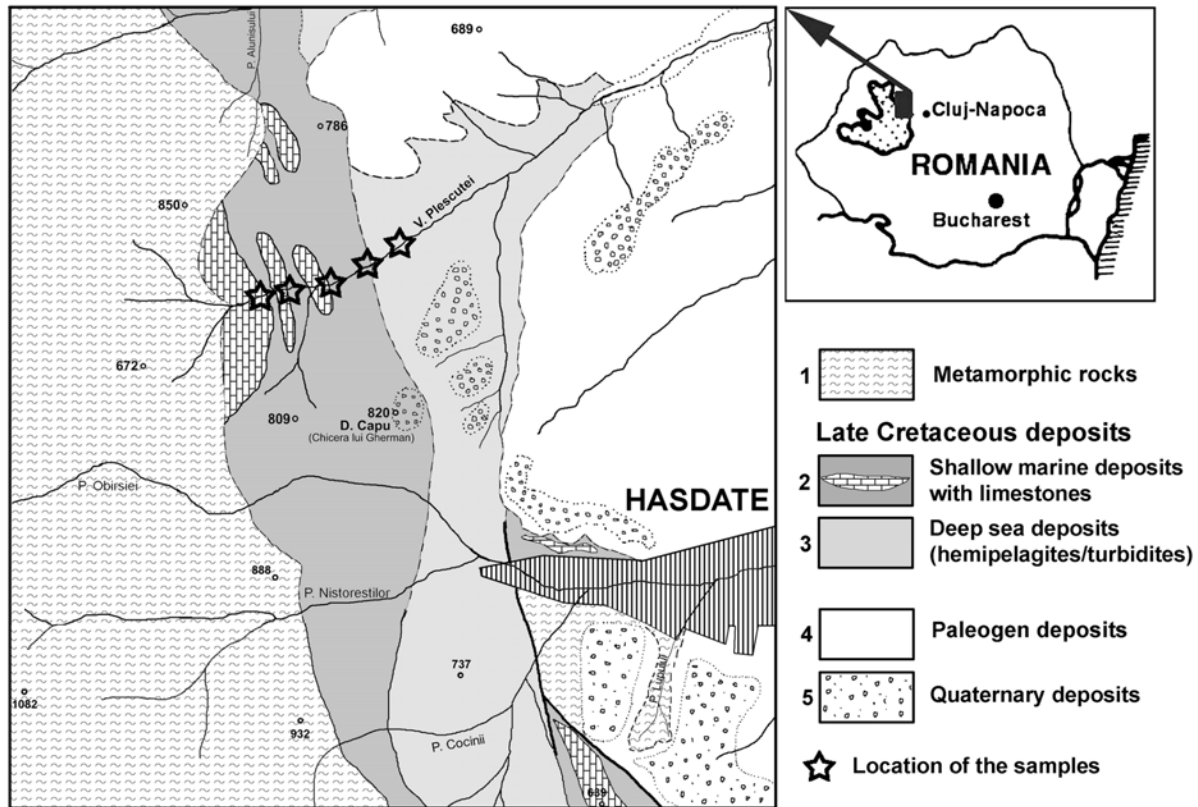 P. Alunisului
689
786
850
V. Plescutei
672
809
820
D. Capu
(Chicera lui Gherman)
P. Obirsiei
HASDATE
888
P. Nistorestilor
737
1082
932
P. Cocinii
639
Cluj-Napoca
ROMANIA
Bucharest
1 Metamorphic rocks
Late Cretaceous deposits
2 Shallow marine deposits
with limestones
3 Deep sea deposits
(hemipelagites/turbidites)
4 Paleogen deposits
5 Quaternary deposits
Location of the samples